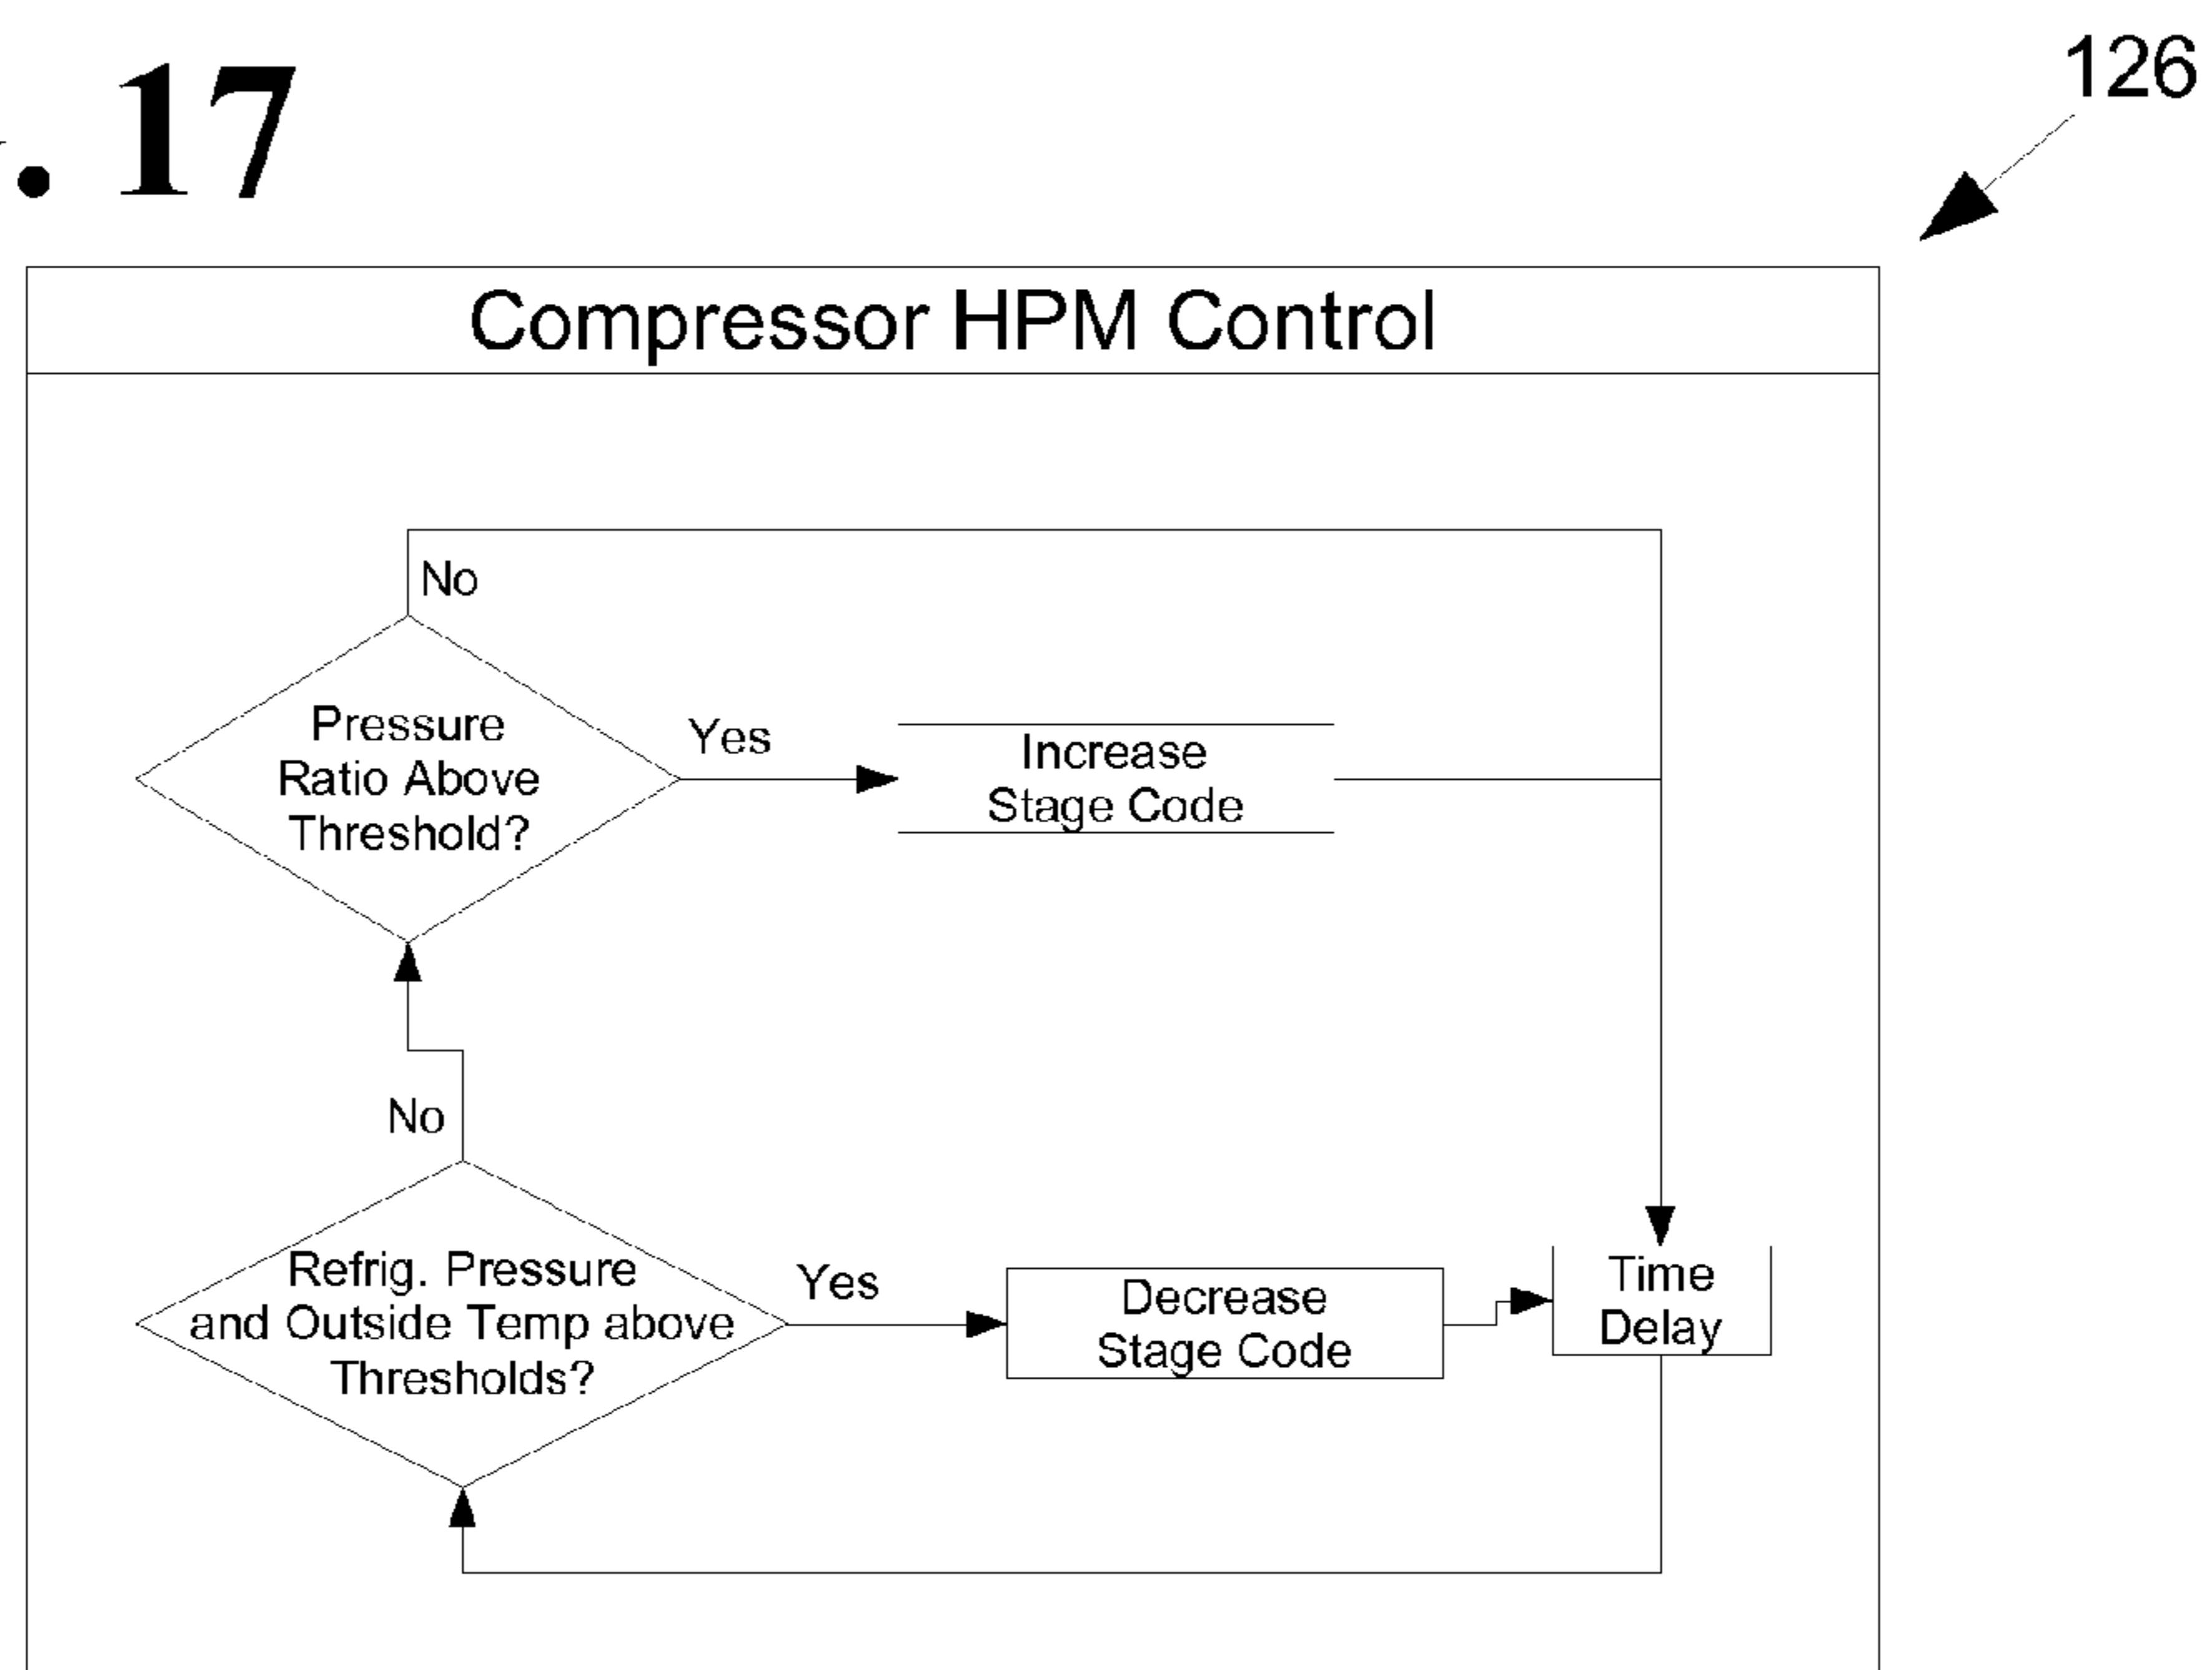 . 17
126
Compressor HPM Control
No
Pressure
Ratio Above
Threshold?
Yes
Increase
Stage Code
No
Refrig. Pressure
and Outside Temp above
Thresholds?
Yes
Decrease
Stage Code
Time
Delay